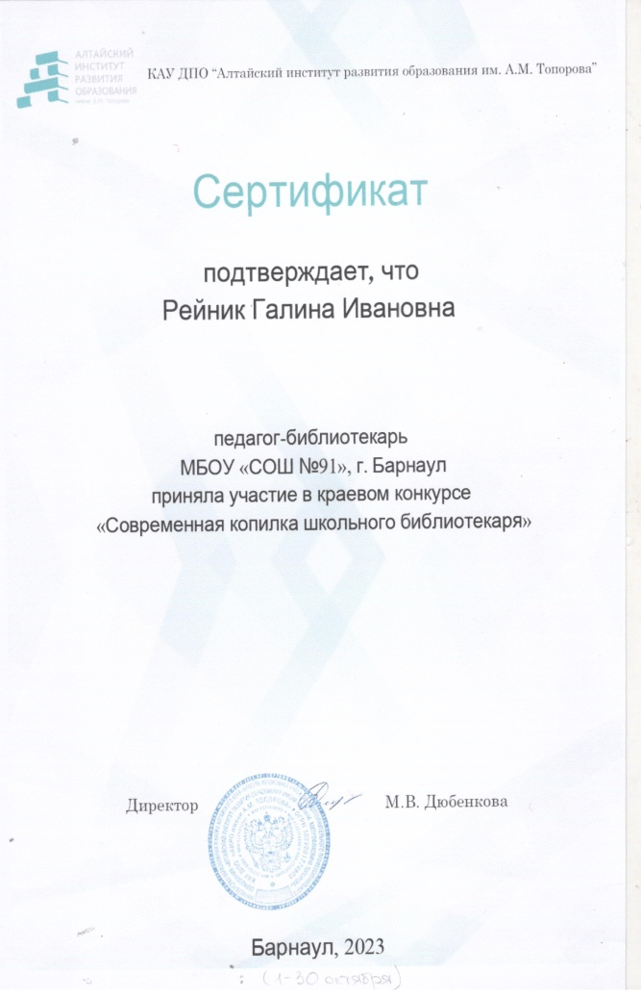 АЛТАЙСКИЙ
ИНСТИТУТ
РАЗВИТИЯ
ОБРАЗОВАНИЯ
имени А.М. Топорова
КАУ ДПО “Алтайский институт развития образования им. А.М. Топорова”
Сертификат
подтверждает, что
Рейник Галина Ивановна
педагог-библиотекарь
МБОУ «СОШ №91», г. Барнаул
приняла участие в краевом конкурсе
«Современная копилка школьного библиотекаря»
Директор
М.В. Дюбенкова
Барнаул, 2023
(1-30 октября)